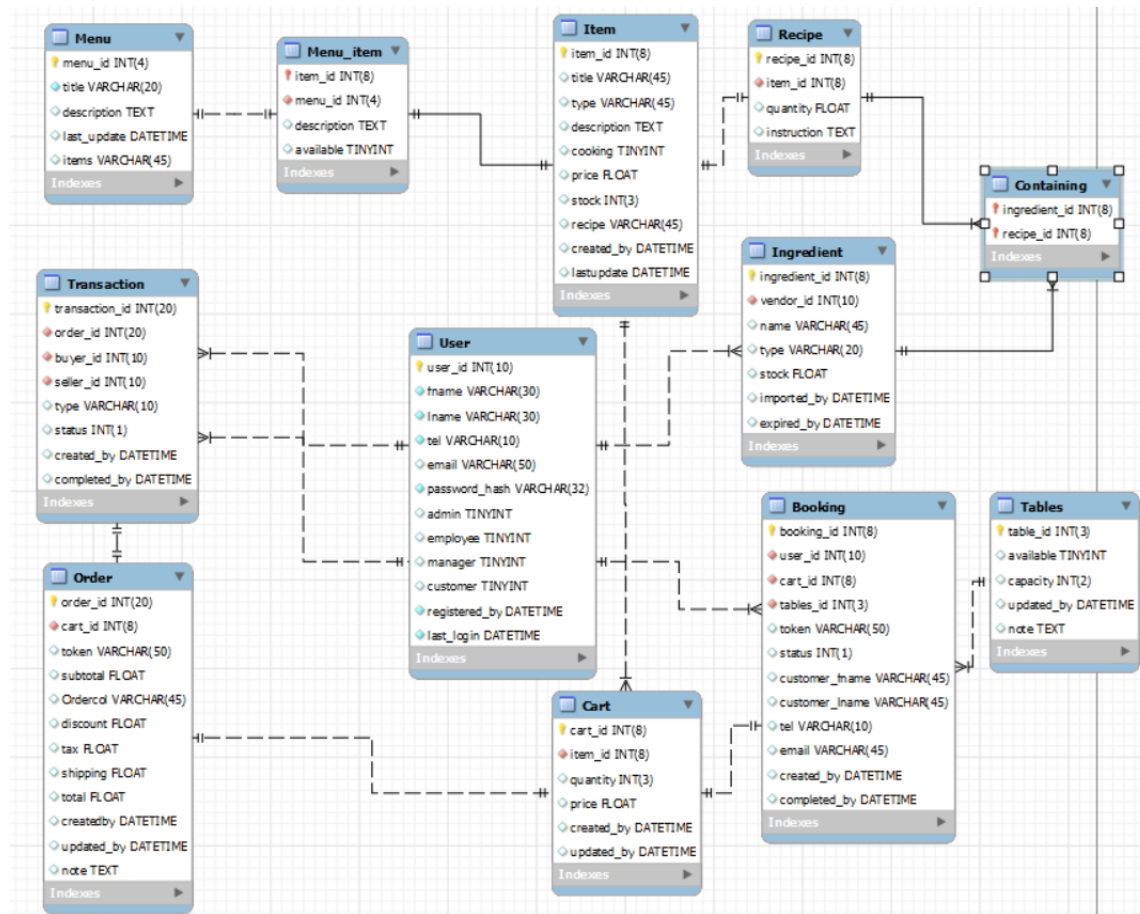 Menu
menu_id INT(4)
title VARCHAR(20)
description TEXT
last_update DATETIME
items VARCHAR(45)
Indexes
Menu_item
item_id INT(8)
menu_id INT(4)
description TEXT
available TINYINT
Indexes
Item
item_id INT(8)
title VARCHAR(45)
type VARCHAR(45)
description TEXT
cooking TINYINT
price FLOAT
stock INT(3)
recipe VARCHAR(45)
created_by DATETIME
lastupdate DATETIME
Indexes
Recipe
recipe_id INT(8)
item_id INT(8)
quantity FLOAT
instruction TEXT
Indexes
Containing
ingredient_id INT(8)
recipe_id INT(8)
Indexes
Transaction
transaction_id INT(20)
order_id INT(20)
buyer_id INT(10)
seller_id INT(10)
type VARCHAR(10)
status INT(1)
created_by DATETIME
completed_by DATETIME
Indexes
User
user_id INT(10)
fname VARCHAR(30)
lname VARCHAR(30)
tel VARCHAR(10)
email VARCHAR(50)
password_hash VARCHAR(32)
admin TINYINT
employee TINYINT
manager TINYINT
customer TINYINT
registered_by DATETIME
last_login DATETIME
Indexes
Ingredient
ingredient_id INT(8)
vendor_id INT(10)
name VARCHAR(45)
type VARCHAR(20)
stock FLOAT
imported_by DATETIME
expired_by DATETIME
Indexes
Booking
booking_id INT(8)
user_id INT(10)
cart_id INT(8)
tables_id INT(3)
token VARCHAR(50)
status INT(1)
customer_fname VARCHAR(45)
customer_lname VARCHAR(45)
tel VARCHAR(10)
email VARCHAR(45)
created_by DATETIME
completed_by DATETIME
Indexes
Tables
table_id INT(3)
available TINYINT
capacity INT(2)
updated_by DATETIME
note TEXT
Indexes
Order
order_id INT(20)
cart_id INT(8)
token VARCHAR(50)
subtotal FLOAT
Ordercol VARCHAR(45)
discount FLOAT
tax FLOAT
shipping FLOAT
total FLOAT
createdby DATETIME
updated_by DATETIME
note TEXT
Indexes
Cart
cart_id INT(8)
item_id INT(8)
quantity INT(3)
price FLOAT
created_by DATETIME
updated_by DATETIME
Indexes